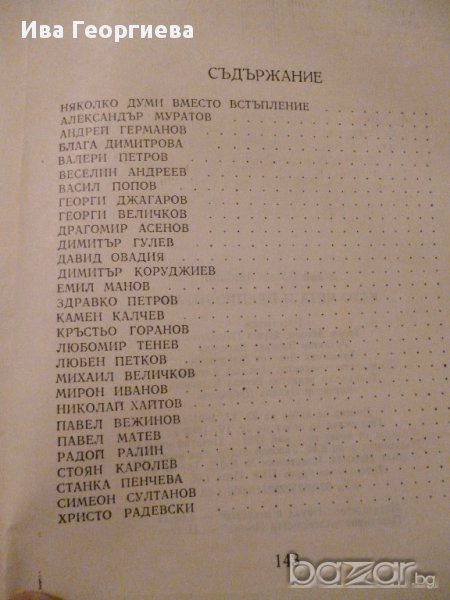 Ива Георгиева
СЪДЪРЖАНИЕ
НЯКОЛКО ДУМИ ВМЕСТО ВСТЪПЛЕНИЕ
АЛЕКСАНДЪР МУРАТОВ
АНДРЕЙ ГЕРМАНОВ
БЛАГА ДИМИТРОВА
ВАЛЕРИ ПЕТРОВ
ВЕСЕЛИН АНДРЕЕВ
ВАСИЛ ПОПОВ
ГЕОРГИ ДЖАГАРОВ
ГЕОРГИ ВЕЛИЧКОВ
ДРАГОМИР АСЕНОВ
ДИМИТЪР ГУЛЕВ
ДАВИД ОВАДИЯ
ДИМИТЪР КОРУДЖИЕВ
ЕМИЛ МАНОВ
ЗДРАВКО ПЕТРОВ
КАМЕН КАЛЧЕВ
КРЪСТЬО ГОРАНОВ
ЛЮБОМИР ТЕНЕВ
ЛЮБЕН ПЕТКОВ
МИХАИЛ ВЕЛИЧКОВ
МИРОН ИВАНОВ
НИКОЛАЙ ХАЙТОВ
ПАВЕЛ ВЕЖИНОВ
ПАВЕЛ МАТЕВ
РАДОЙ РАЛИН
СТОЯН КАРОЛЕВ
СТАНКА ПЕНЧЕВА
СИМЕОН СУЛТАНОВ
ХРИСТО РАДЕВСКИ
143
bazar.bg